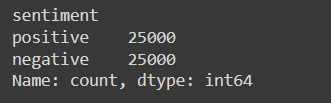 sentiment
positive    25000
negative    25000
Name: count, dtype: int64